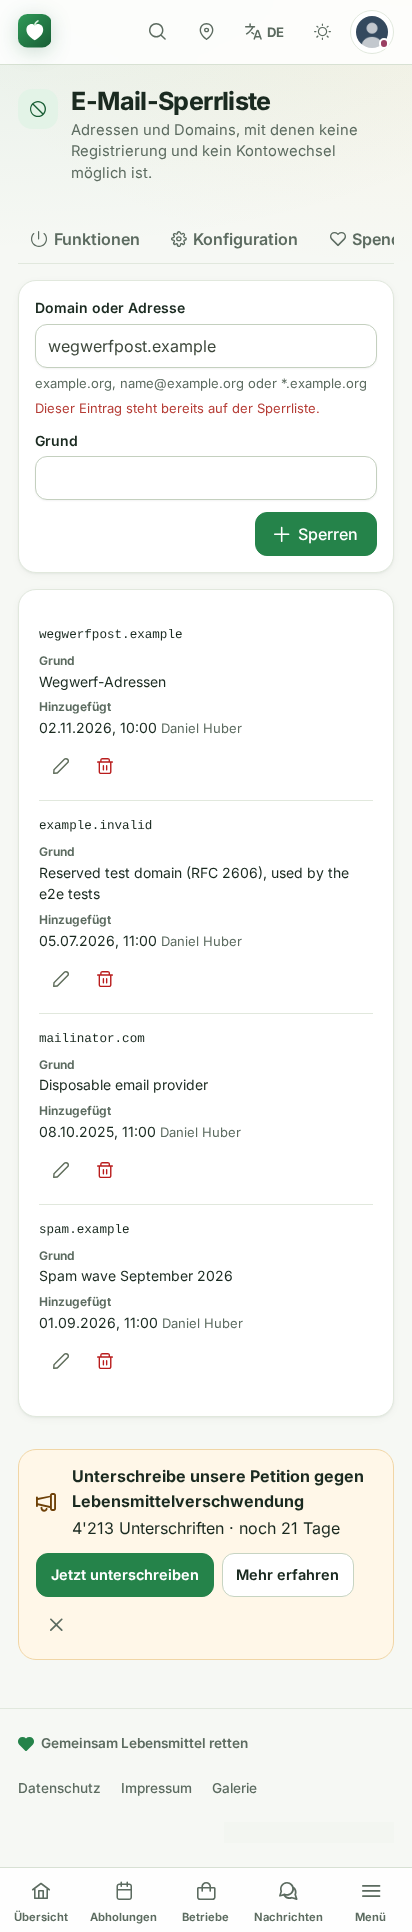 DE
E-Mail-Sperrliste
Adressen und Domains, mit denen keine
Registrierung und kein Kontowechsel
möglich ist.
Funktionen
Konfiguration
Spend
Domain oder Adresse
wegwerfpost.example
example.org, name@example.org oder *.example.org
Dieser Eintrag steht bereits auf der Sperrliste.
Grund
Sperren
wegwerfpost.example
Grund
Wegwerf-Adressen
Hinzugefügt
02.11.2026, 10:00 Daniel Huber
example.invalid
Grund
Reserved test domain (RFC 2606), used by the
e2e tests
Hinzugefügt
05.07.2026, 11:00 Daniel Huber
mailinator.com
Grund
Disposable email provider
Hinzugefügt
08.10.2025, 11:00 Daniel Huber
spam.example
Grund
Spam wave September 2026
Hinzugefügt
01.09.2026, 11:00 Daniel Huber
Unterschreibe unsere Petition gegen
Lebensmittelverschwendung
4'213 Unterschriften · noch 21 Tage
Jetzt unterschreiben
Mehr erfahren
Gemeinsam Lebensmittel retten
Datenschutz Impressum Galerie
Übersicht Abholungen Betriebe Nachrichten Menü